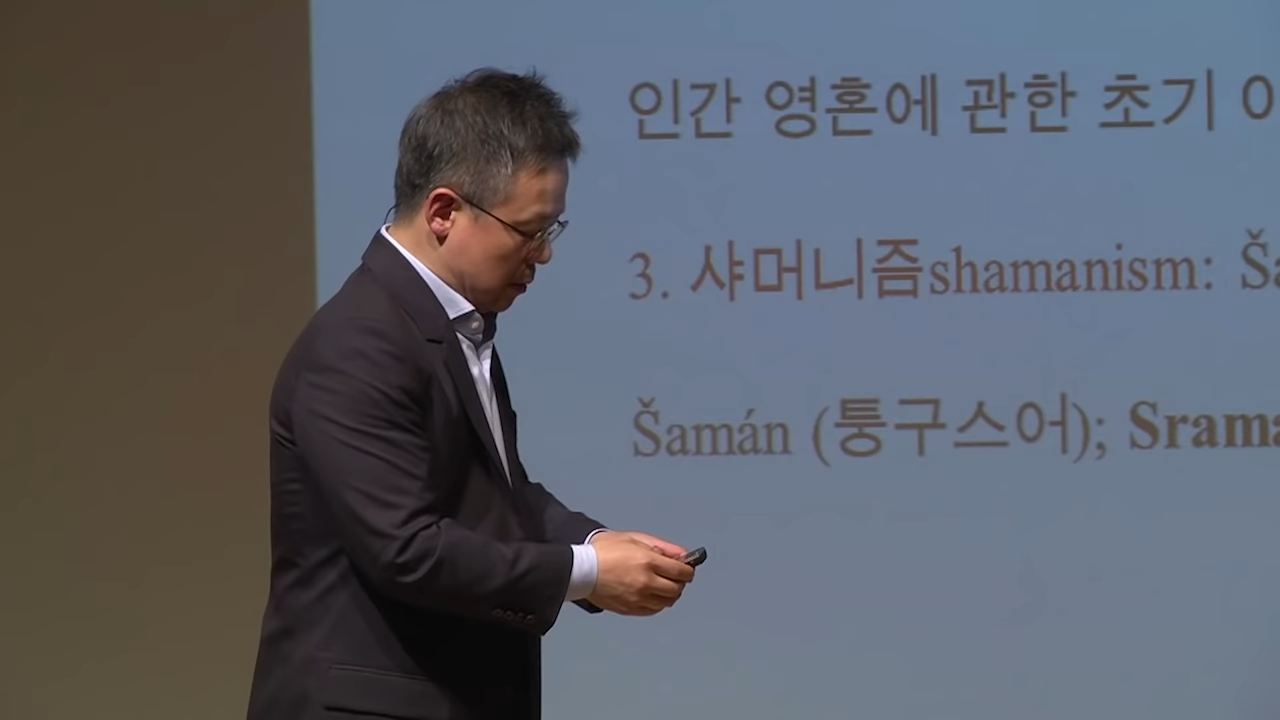 인간 영혼에 관한 초기
3. 샤머니즘shamanism:
Šamán (퉁구스어);